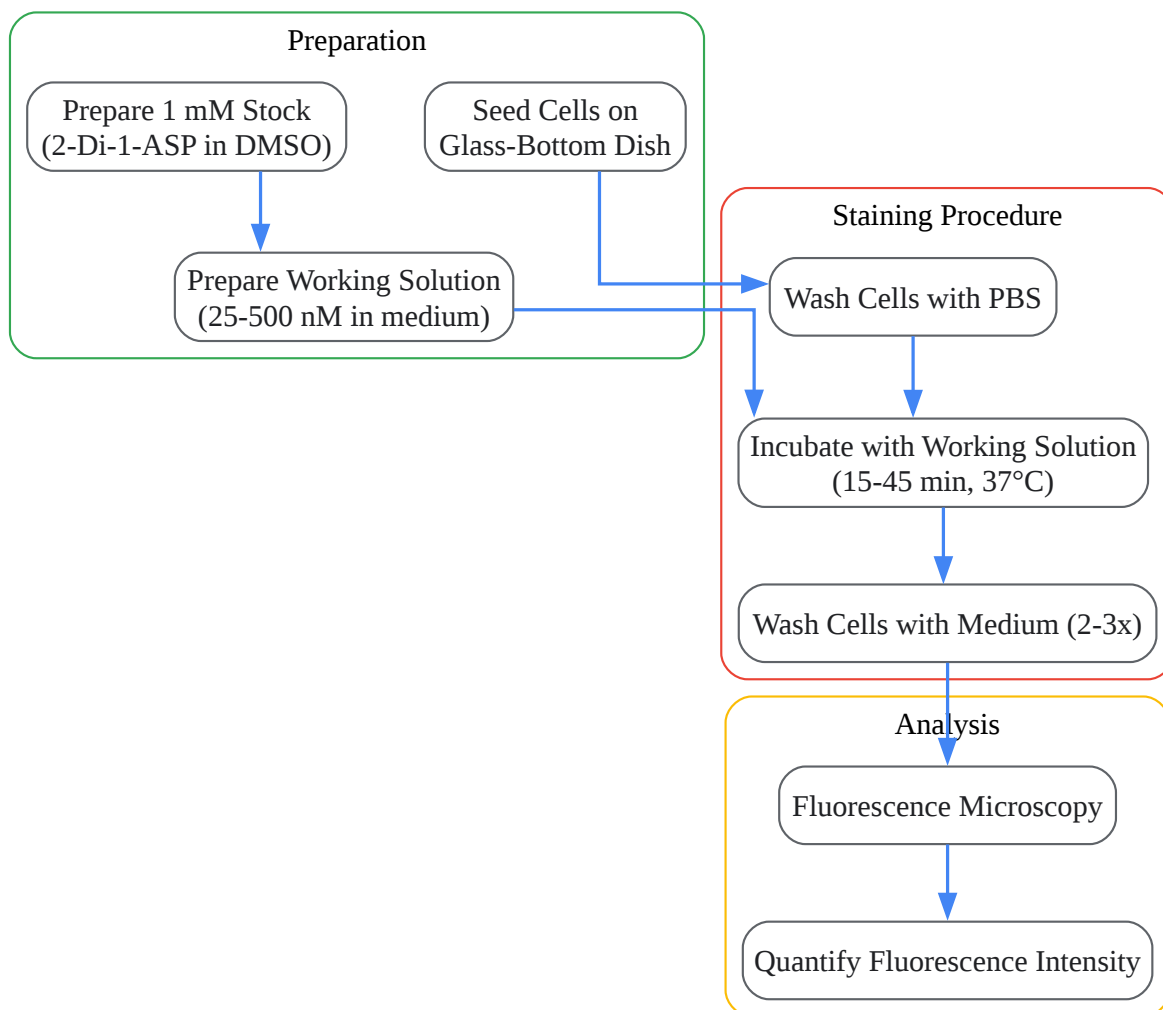 Preparation
Prepare 1 mM Stock
(2-Di-1-ASP in DMSO)
Seed Cells on
Glass-Bottom Dish
Prepare Working Solution
(25-500 nM in medium)
Staining Procedure
Wash Cells with PBS
Incubate with Working Solution
(15-45 min, 37°C)
Wash Cells with Medium (2-3x)
Analysis
Fluorescence Microscopy
Quantify Fluorescence Intensity